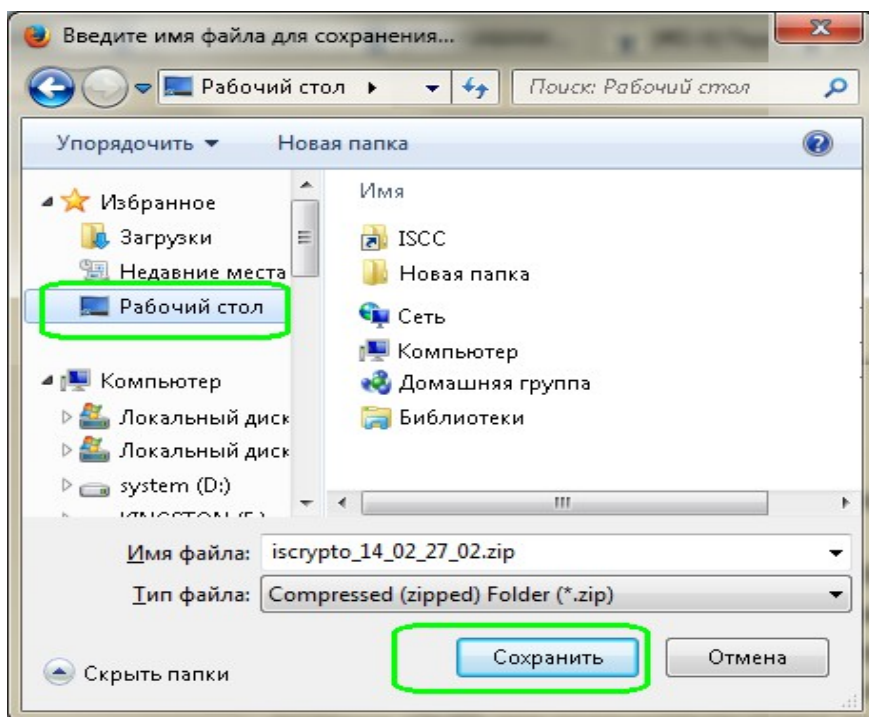 Введите имя файла для сохранения...
Рабочий стол
Поиск: Рабочий стол
Упорядочить
Новая папка
Избранное
Загрузки
Недавние места
Рабочий стол
Компьютер
Локальный диск
Локальный диск
system (D:)
Имя
ISCC
Новая папка
Сеть
Компьютер
Домашняя группа
Библиотеки
Имя файла: iscrypto_14_02_27_02.zip
Тип файла: Compressed (zipped) Folder (*.zip)
Скрыть папки
Сохранить
Отмена